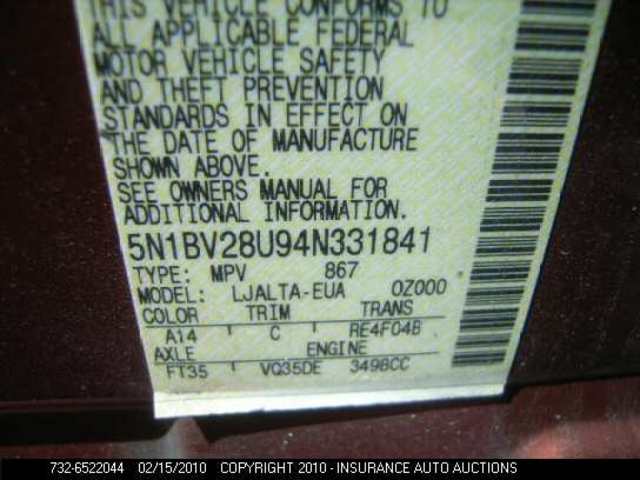 THIS VEHICLE CONFORMS TO
ALL APPLICABLE FEDERAL
MOTOR VEHICLE SAFETY
AND THEFT PREVENTION
STANDARDS IN EFFECT ON
THE DATE OF MANUFACTURE
SHOWN ABOVE.
SEE OWNERS MANUAL FOR
ADDITIONAL INFORMATION.
5N1BV28U94N331841
TYPE: MPV 867
MODEL: LJALTA-EUA 0Z000
COLOR TRIM TRANS
A14 C RE4F04B
AXLE ENGINE
FT35 VQ35DE 3498CC
732-6522044 02/15/2010 COPYRIGHT 2010 - INSURANCE AUTO AUCTIONS